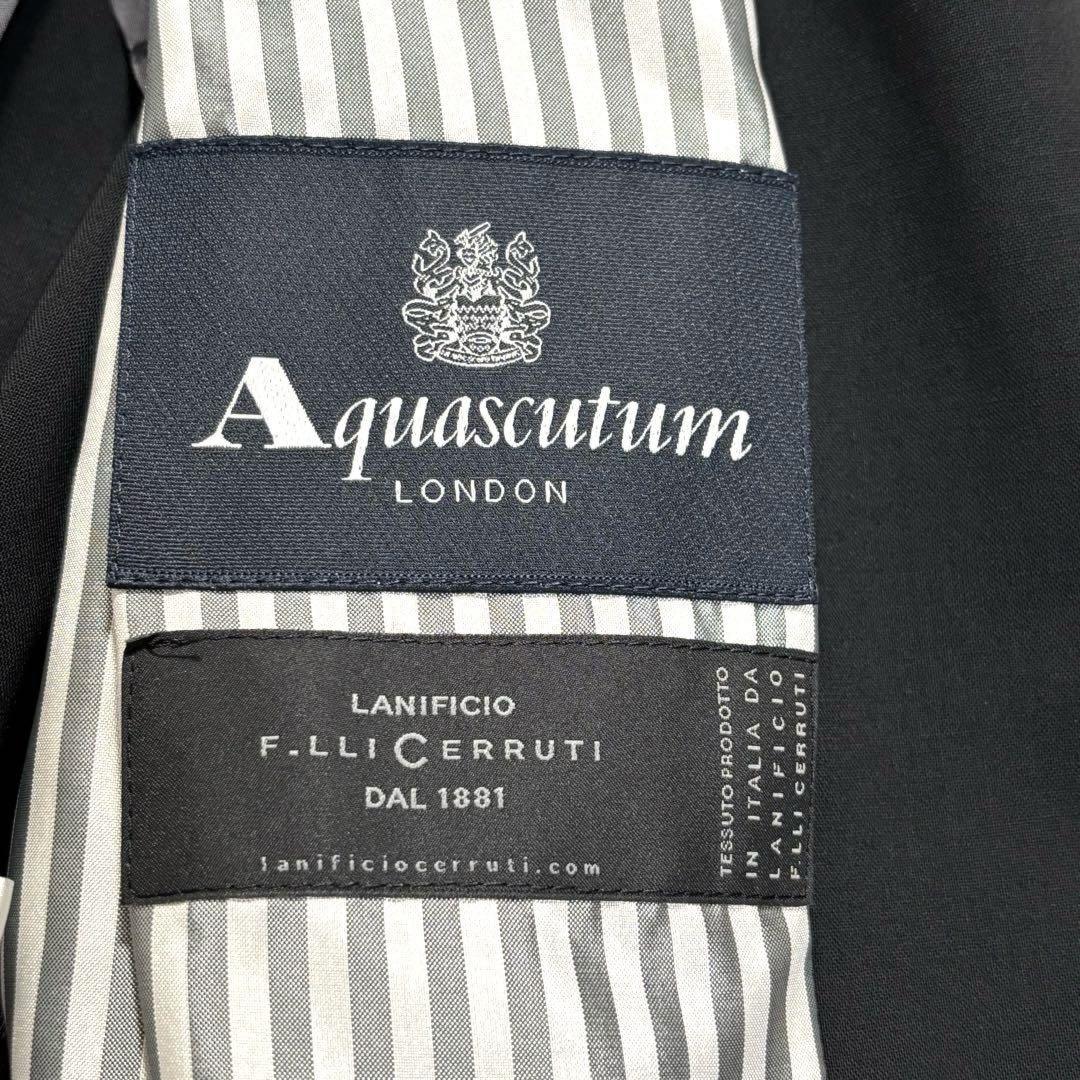 Aquascutum
LONDON
LANIFICIO
F.LLI CERRUTI
DAL 1881
lanificiocerruti.com
TESSUTO PRODOTTO
IN ITALIA DA
LANIFICIO
F.LLI CERRUTI